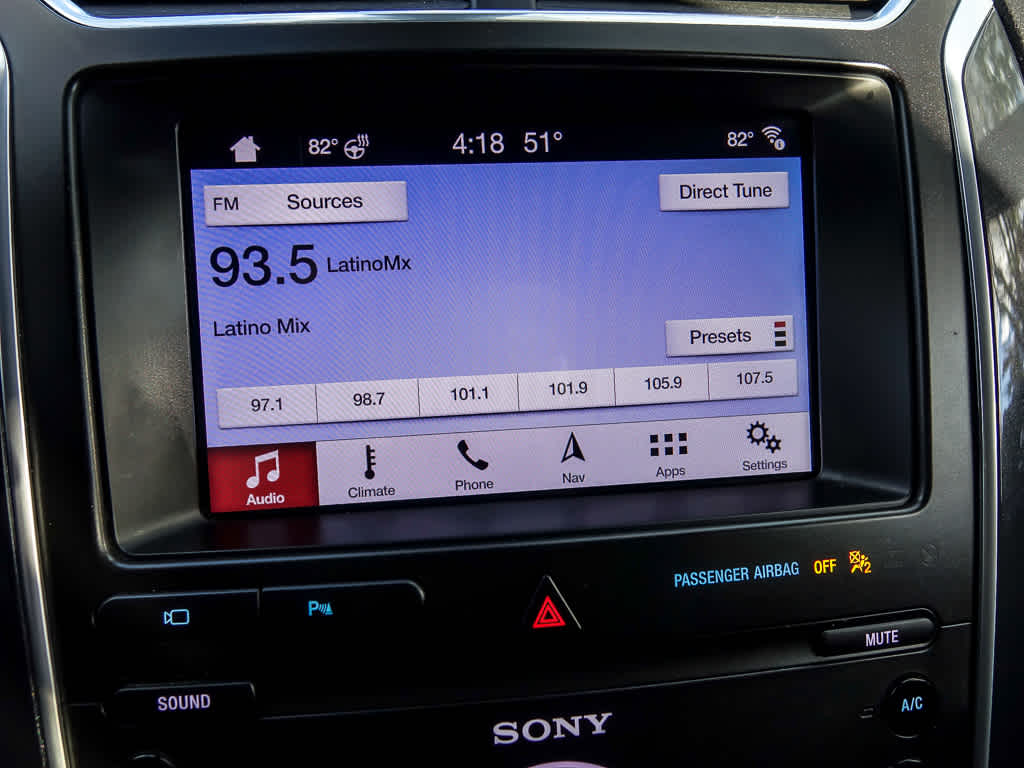 82° 4:18 51° 82°
FM Sources Direct Tune
93.5 LatinoMx
Latino Mix
Presets
97.1 98.7 101.1 101.9 105.9 107.5
Audio Climate Phone Nav Apps Settings
PASSENGER AIRBAG OFF 2
P
MUTE
SOUND
A/C
SONY